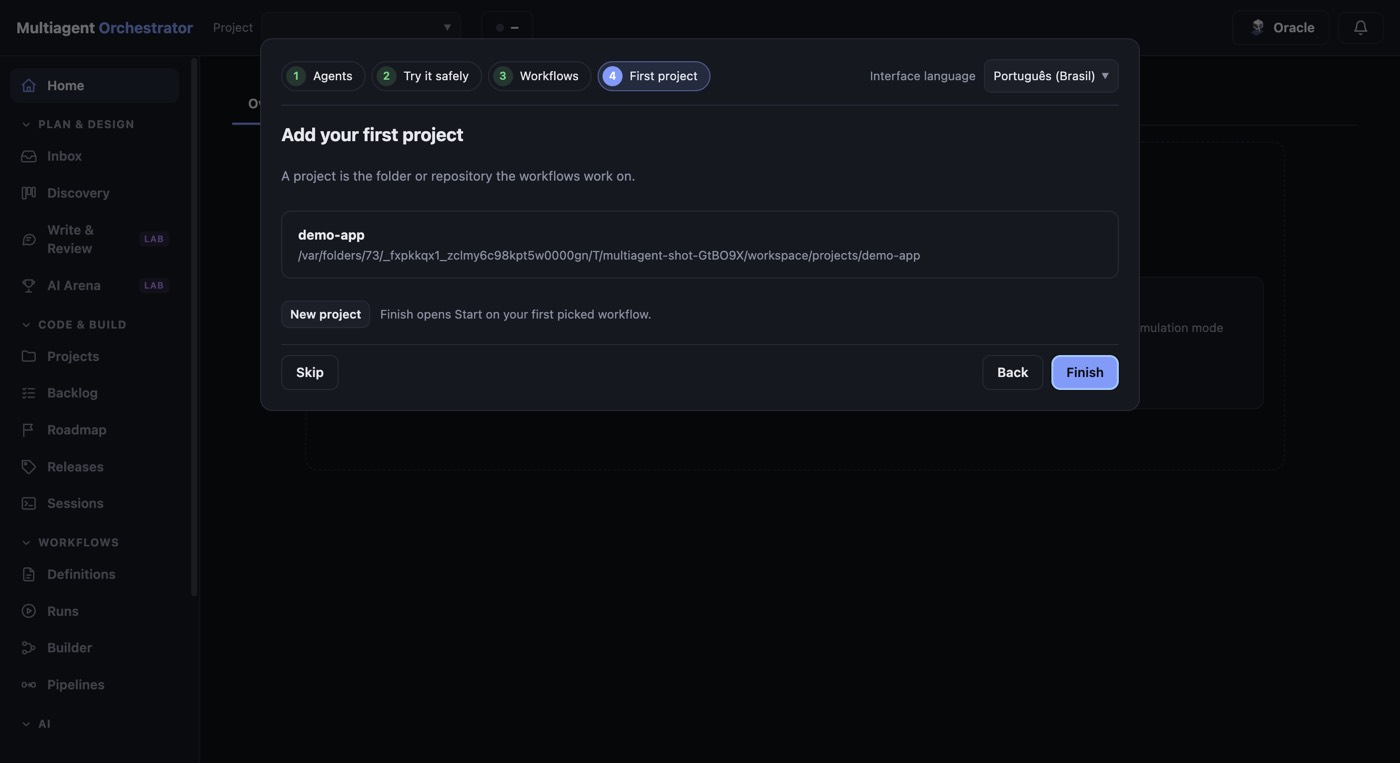 Multiagent Orchestrator
Project
–
Oracle
1 Agents
2 Try it safely
3 Workflows
4 First project
Interface language
Português (Brasil)
Add your first project
A project is the folder or repository the workflows work on.
demo-app
/var/folders/73/_fxpkkqx1_zclmy6c98kpt5w0000gn/T/multiagent-shot-GtBO9X/workspace/projects/demo-app
New project
Finish opens Start on your first picked workflow.
Skip
Back
Finish
mulation mode
Home
PLAN & DESIGN
Inbox
Discovery
Write &
Review
LAB
AI Arena
LAB
CODE & BUILD
Projects
Backlog
Roadmap
Releases
Sessions
WORKFLOWS
Definitions
Runs
Builder
Pipelines
AI